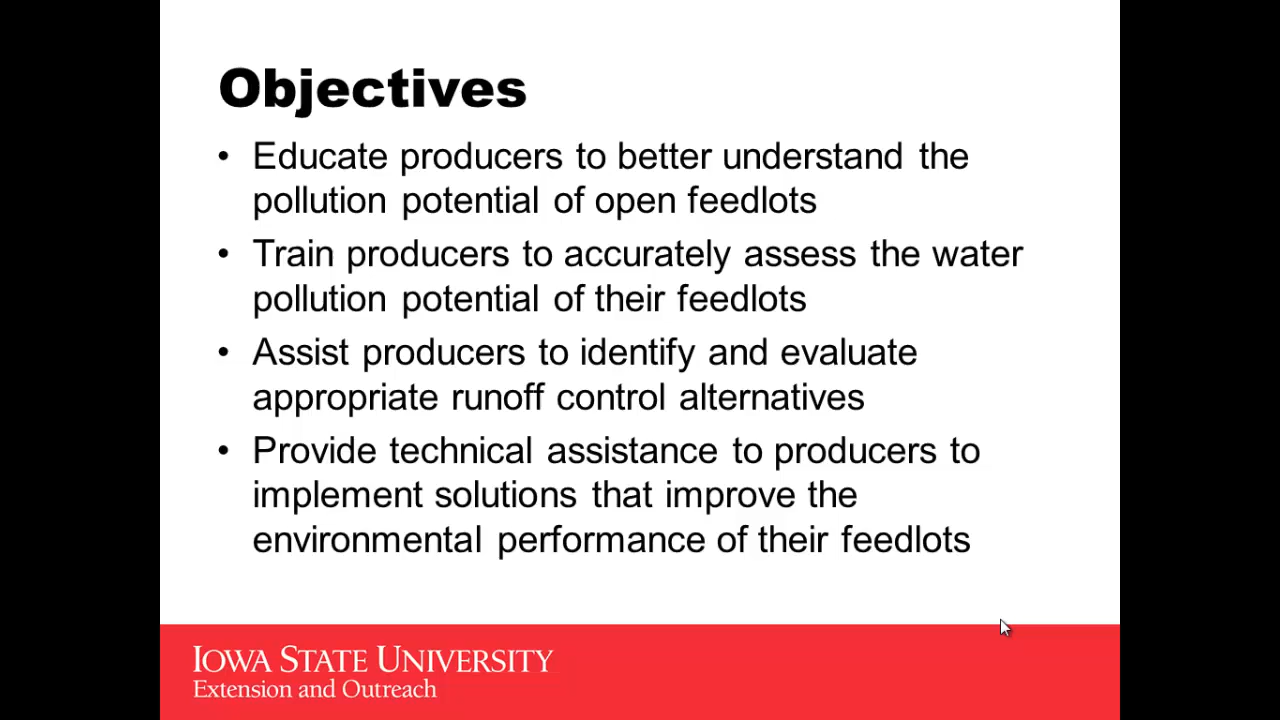 Objectives
• Educate producers to better understand the
pollution potential of open feedlots
• Train producers to accurately assess the water
pollution potential of their feedlots
• Assist producers to identify and evaluate
appropriate runoff control alternatives
• Provide technical assistance to producers to
implement solutions that improve the
environmental performance of their feedlots
IOWA STATE UNIVERSITY
Extension and Outreach